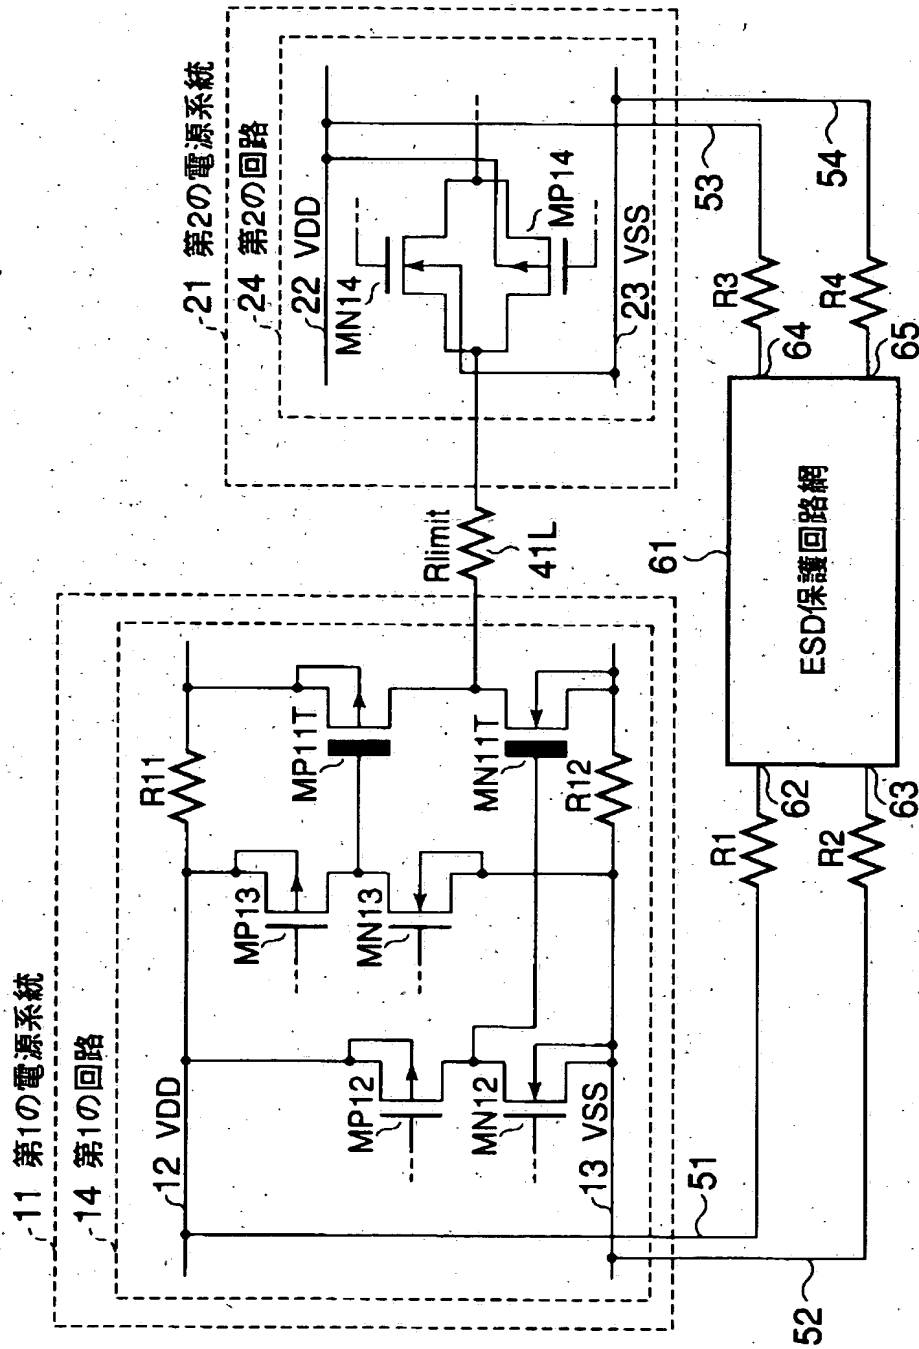 11 第1の電源系統
14 第1の回路
12 VDD
R11
MP13
MP11T
MN13
MP12
MN11T
MN12
R12
13 VSS
51
52
Rlimit
41L
21 第2の電源系統
24 第2の回路
22 VDD
MN14
MP14
23 VSS
53
54
R1
R2
62
63
61
ESD保護回路網
64
65
R3
R4